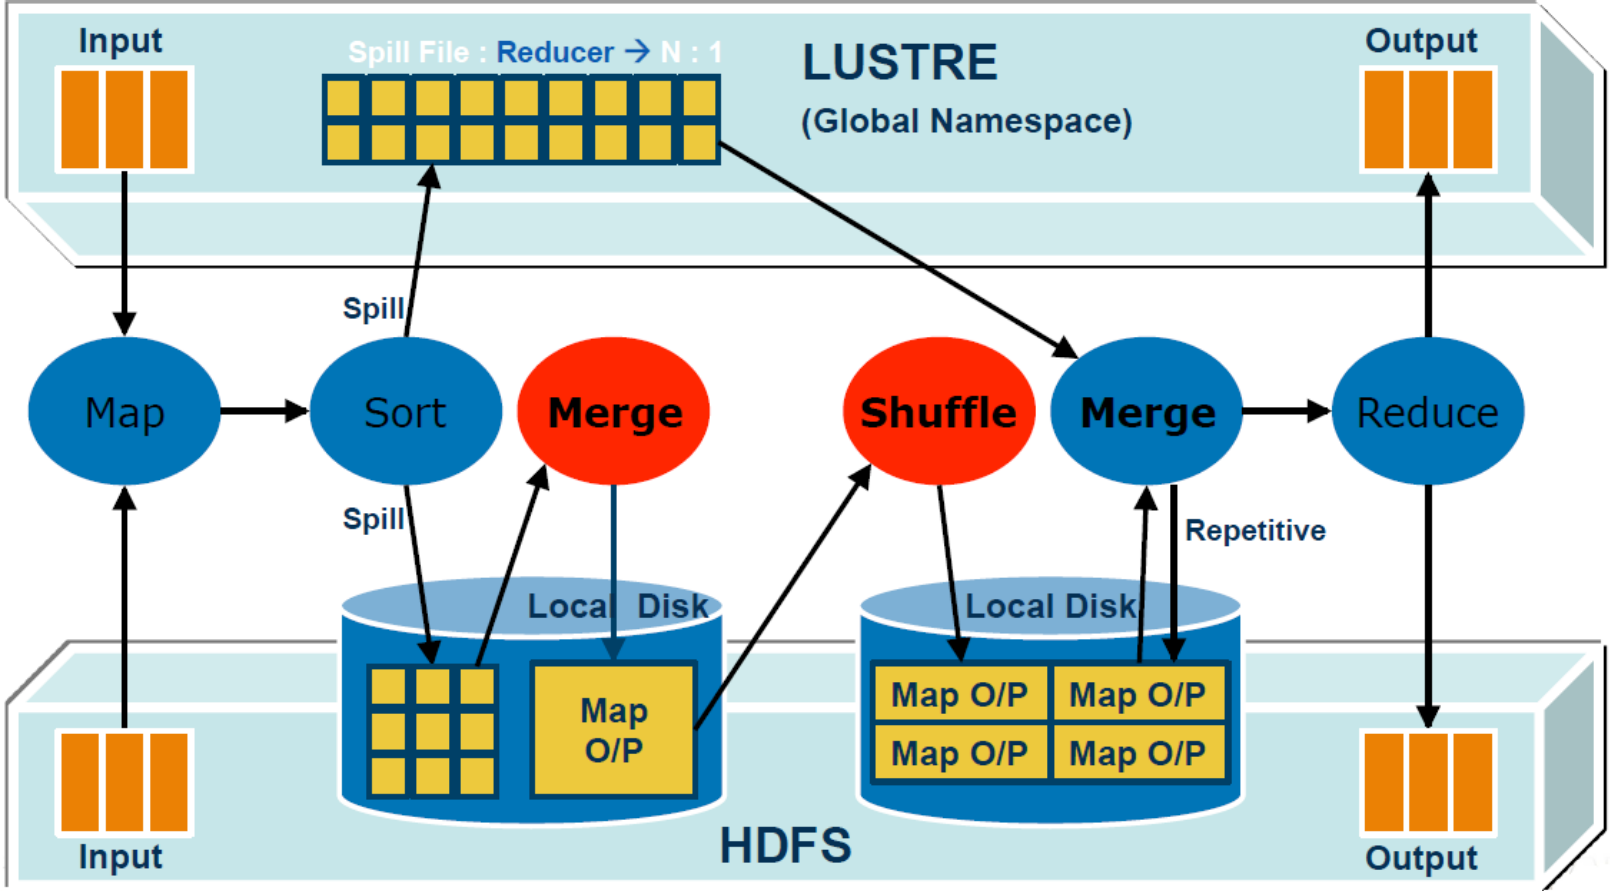 Input
Spill File : Reducer → N : 1
LUSTRE
(Global Namespace)
Output
Spill
Map
Sort
Merge
Shuffle
Merge
Reduce
Spill
Repetitive
Local Disk
Local Disk
Map
O/P
Map O/P
Map O/P
Map O/P
Map O/P
HDFS
Input
Output